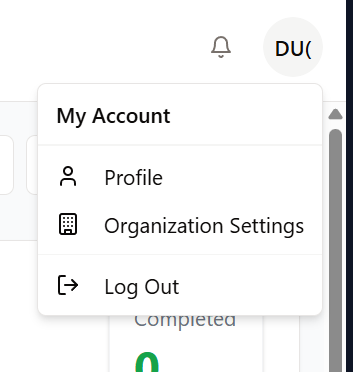 DU(
My Account
Profile
Organization Settings
Log Out
Completed
0